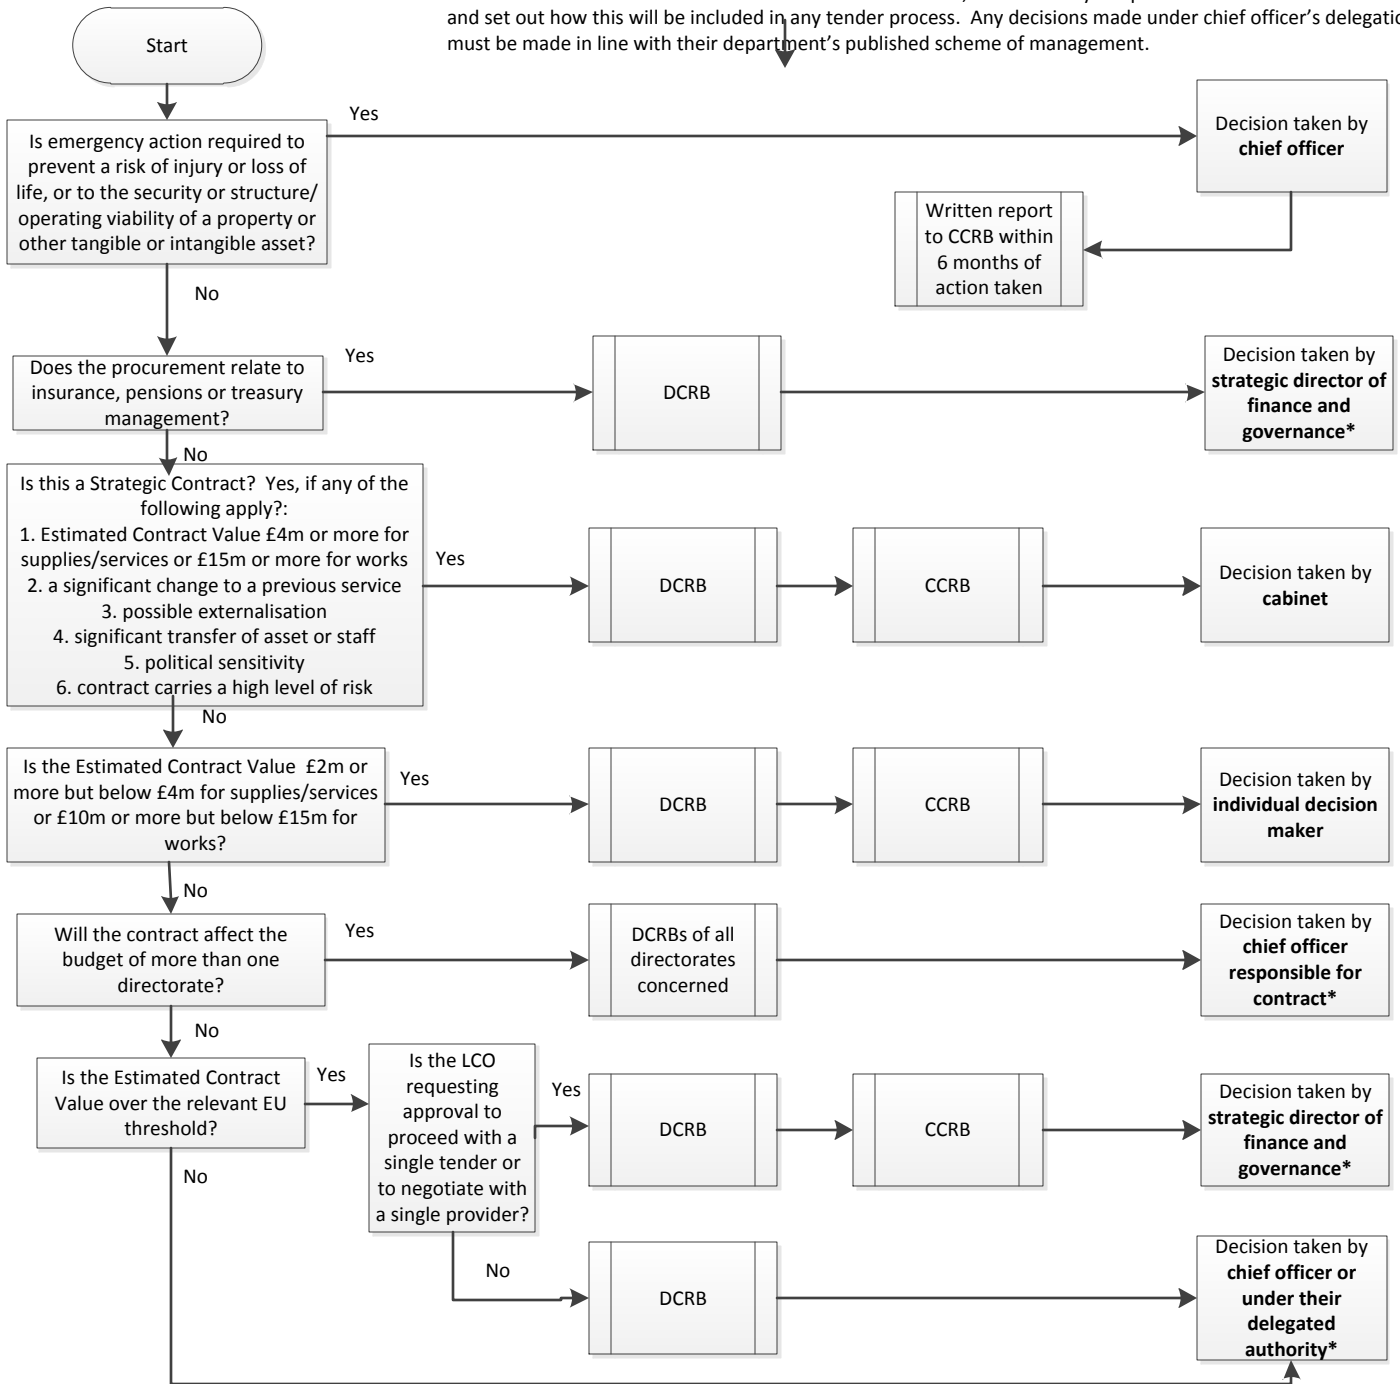 and set out how this will be included in any tender process. Any decisions made under chief officer's
must be made in line with their department's published scheme of management.
Start
Yes
Is emergency action required to
prevent a risk of injury or loss of
life, or to the security or structure/
operating viability of a property or
other tangible or intangible asset?
Decision taken by
chief officer
Written report
to CCRB within
6 months of
action taken
No
Does the procurement relate to
insurance, pensions or treasury
management?
Yes
DCRB
Decision taken by
strategic director of
finance and
governance*
No
Is this a Strategic Contract? Yes, if any of the
following apply?:
1. Estimated Contract Value £4m or more for
supplies/services or £15m or more for works
2. a significant change to a previous service
3. possible externalisation
4. significant transfer of asset or staff
5. political sensitivity
6. contract carries a high level of risk
Yes
DCRB
CCRB
Decision taken by
cabinet
No
Is the Estimated Contract Value £2m or
more but below £4m for supplies/services
or £10m or more but below £15m for
works?
Yes
DCRB
CCRB
Decision taken by
individual decision
maker
No
Will the contract affect the
budget of more than one
directorate?
Yes
DCRBs of all
directorates
concerned
Decision taken by
chief officer
responsible for
contract*
No
Is the Estimated Contract
Value over the relevant EU
threshold?
Yes
Is the LCO
requesting
approval to
proceed with a
single tender or
to negotiate with
a single provider?
Yes
DCRB
CCRB
Decision taken by
strategic director of
finance and
governance*
No
No
DCRB
Decision taken by
chief officer or
under their
delegated
authority*